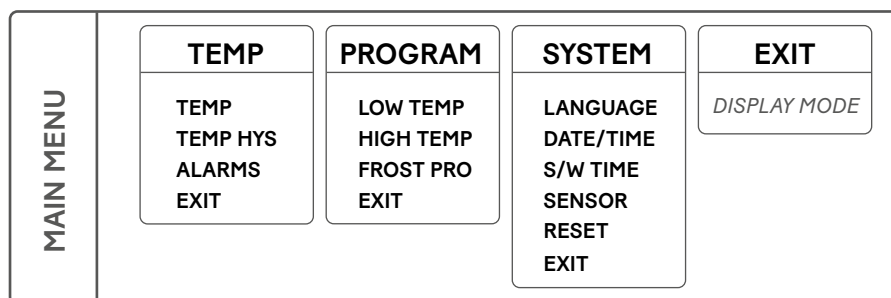 MAIN MENU
TEMP
TEMP
TEMP HYS
ALARMS
EXIT
PROGRAM
LOW TEMP
HIGH TEMP
FROST PRO
EXIT
SYSTEM
LANGUAGE
DATE/TIME
S/W TIME
SENSOR
RESET
EXIT
EXIT
DISPLAY MODE